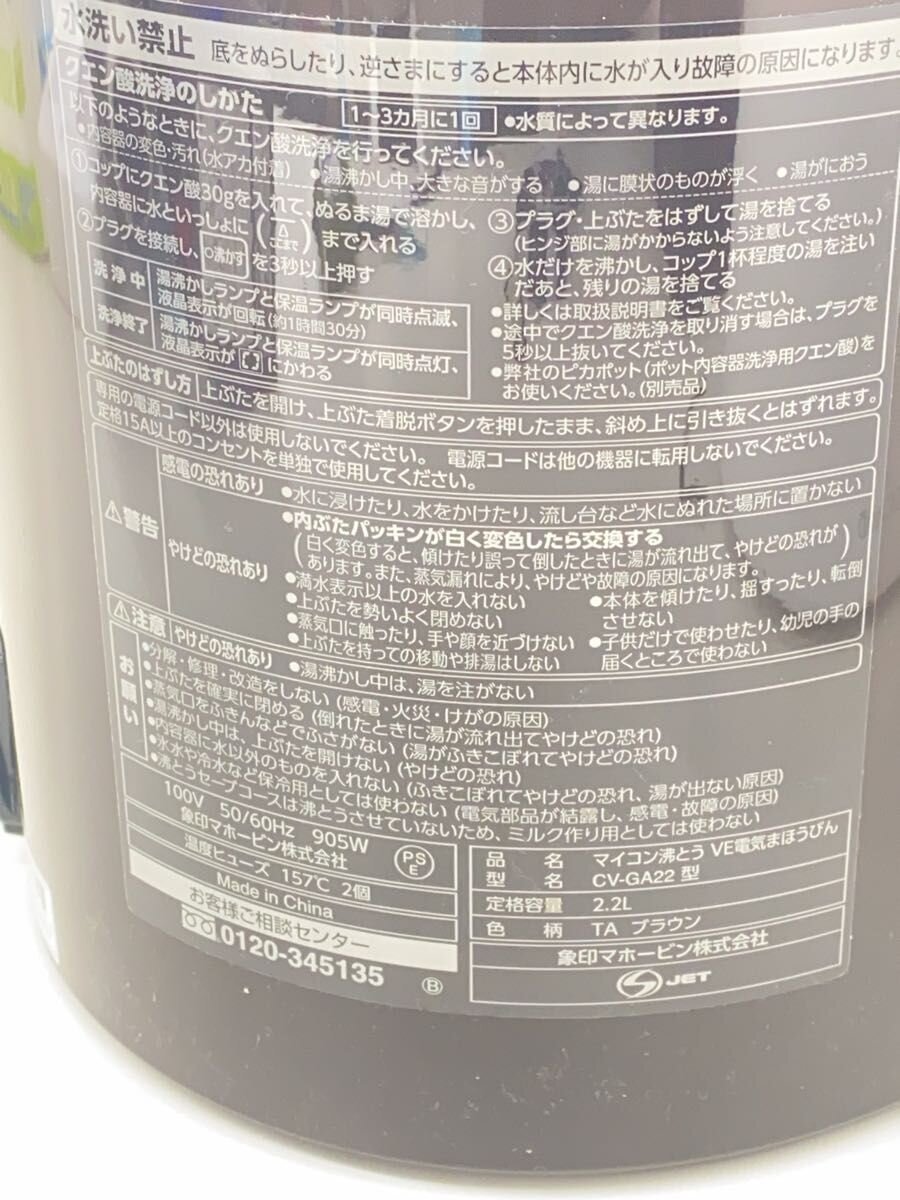 水洗い禁止 底をぬらしたり、逆さまにすると本体内に水が入り故障の原因になります。
クエン酸洗浄のしかた 1〜3カ月に1回 ●水質によって異なります。
以下のようなときに、クエン酸洗浄を行ってください。
●内容器の変色・汚れ(水アカ付着) ●湯沸かし中、大きな音がする ●湯に膜状のものが浮く ●湯がにおう
①コップにクエン酸30gを入れて、ぬるま湯で溶かし、
内容器に水といっしょに(△ここまで)まで入れる
②プラグを接続し、○沸かすを3秒以上押す
洗浄中 湯沸かしランプと保温ランプが同時点滅、
液晶表示が回転(約1時間30分)
洗浄終了 湯沸かしランプと保温ランプが同時点灯、
液晶表示が[ ]にかわる
③プラグ・上ぶたをはずして湯を捨てる
(ヒンジ部に湯がかからないよう注意してください。)
④水だけを沸かし、コップ1杯程度の湯を注い
だあと、残りの湯を捨てる
●詳しくは取扱説明書をご覧ください。
●途中でクエン酸洗浄を取り消す場合は、プラグを
5秒以上抜いてください。
●弊社のピカポット(ポット内容器洗浄用クエン酸)を
お使いください。(別売品)
上ぶたのはずし方 上ぶたを開け、上ぶた着脱ボタンを押したまま、斜め上に引き抜くとはずれます。
専用の電源コード以外は使用しないでください。 電源コードは他の機器に転用しないでください。
定格15A以上のコンセントを単独で使用してください。
⚠警告
感電の恐れあり ●水に浸けたり、水をかけたり、流し台など水にぬれた場所に置かない
やけどの恐れあり
●内ぶたパッキンが白く変色したら交換する
(白く変色すると、傾けたり誤って倒したときに湯が流れ出て、やけどの恐れが
あります。また、蒸気漏れにより、やけどや故障の原因になります。)
●満水表示以上の水を入れない
●上ぶたを勢いよく閉めない
●蒸気口に触ったり、手や顔を近づけない
●上ぶたを持っての移動や排湯はしない
●本体を傾けたり、揺すったり、転倒
させない
●子供だけで使わせたり、幼児の手の
届くところで使わない
⚠注意 やけどの恐れあり ●湯沸かし中は、湯を注がない
お願い
●分解・修理・改造をしない(感電・火災・けがの原因)
●上ぶたを確実に閉める(倒れたときに湯が流れ出てやけどの恐れ)
●蒸気口をふきんなどでふさがない(湯がふきこぼれてやけどの恐れ)
●湯沸かし中は、上ぶたを開けない(やけどの恐れ)
●内容器に水以外のものを入れない(ふきこぼれてやけどの恐れ、湯が出ない原因)
●氷水や冷水など保冷用としては使わない(電気部品が結露し、感電・故障の原因)
●沸とうセーブコースは沸とうさせていないため、ミルク作り用としては使わない
100V 50/60Hz 905W
象印マホービン株式会社
PSE
温度ヒューズ 157℃ 2個
Made in China
お客様ご相談センター
0120-345135
Ⓑ
品名 マイコン沸とう VE電気まほうびん
型名 CV-GA22 型
定格容量 2.2L
色柄 TA ブラウン
象印マホービン株式会社
JET